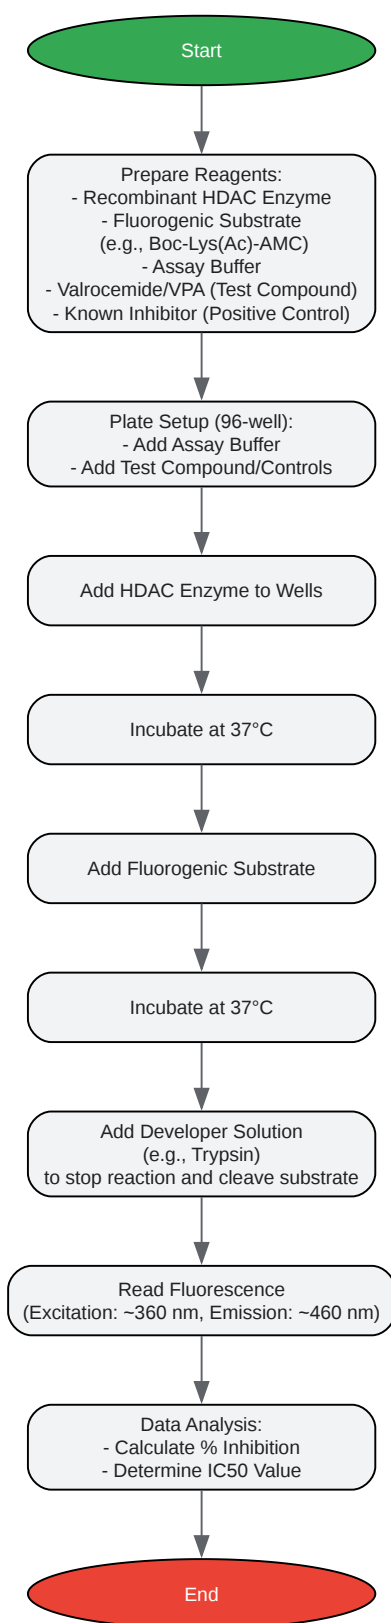 Start
Prepare Reagents:
- Recombinant HDAC Enzyme
- Fluorogenic Substrate
(e.g., Boc-Lys(Ac)-AMC)
- Assay Buffer
- Valrocemide/VPA (Test Compound)
- Known Inhibitor (Positive Control)
Plate Setup (96-well):
- Add Assay Buffer
- Add Test Compound/Controls
Add HDAC Enzyme to Wells
Incubate at 37°C
Add Fluorogenic Substrate
Incubate at 37°C
Add Developer Solution
(e.g., Trypsin)
to stop reaction and cleave substrate
Read Fluorescence
(Excitation: ~360 nm, Emission: ~460 nm)
Data Analysis:
- Calculate % Inhibition
- Determine IC50 Value
End